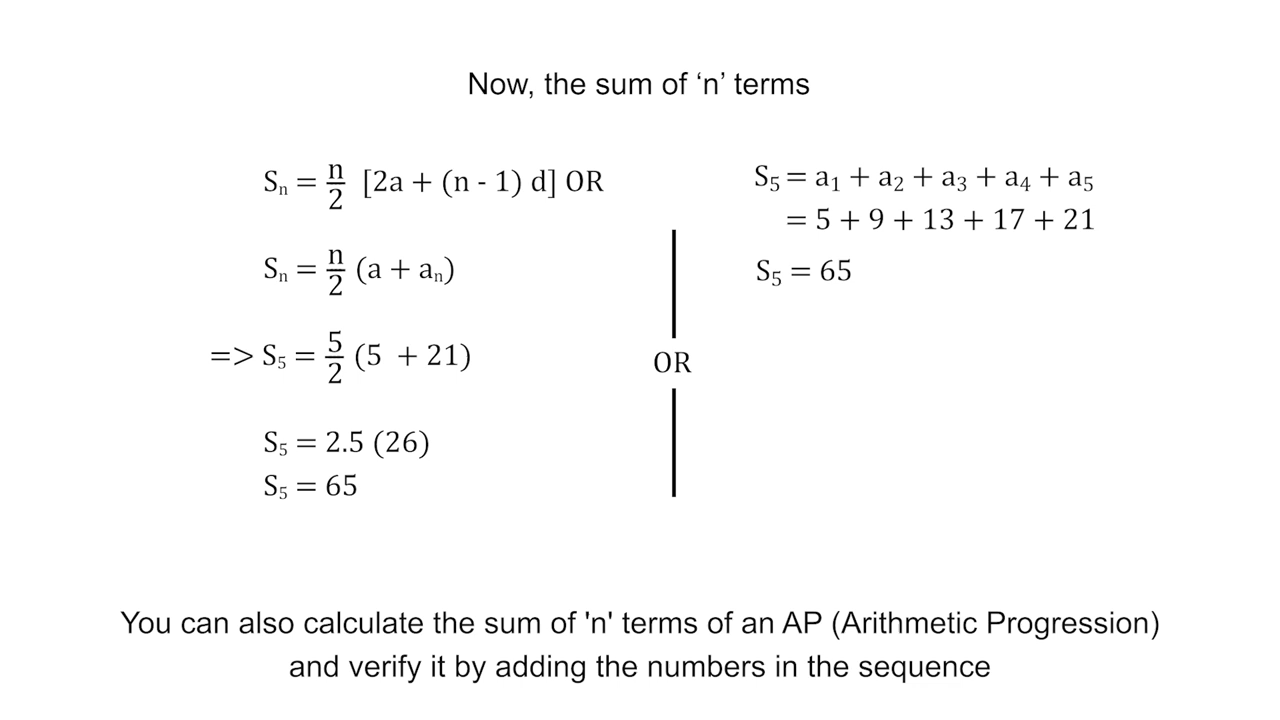 Now, the sum of ‘n’ terms
Sₙ = n/2 [2a + (n - 1) d] OR
Sₙ = n/2 (a + aₙ)
=> S₅ = 5/2 (5 + 21)
S₅ = 2.5 (26)
S₅ = 65
OR
S₅ = a₁ + a₂ + a₃ + a₄ + a₅
= 5 + 9 + 13 + 17 + 21
S₅ = 65
You can also calculate the sum of 'n' terms of an AP (Arithmetic Progression)
and verify it by adding the numbers in the sequence